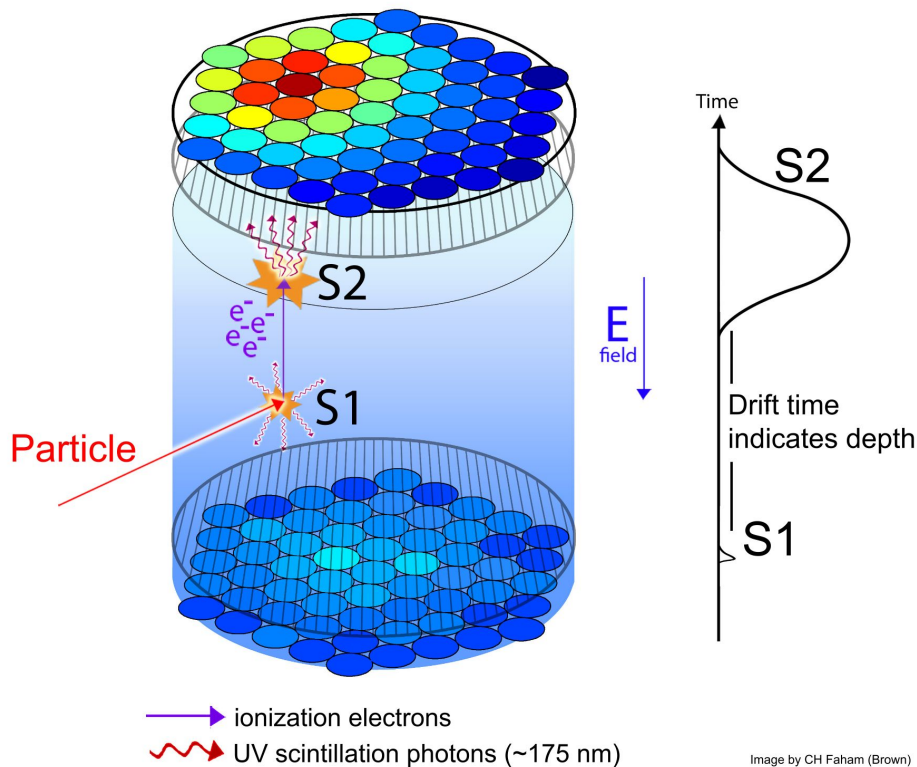 Time
S2
S2
e⁻
e⁻e⁻
e⁻
e⁻
E
field
S1
Drift time
indicates depth
Particle
S1
ionization electrons
UV scintillation photons (~175 nm)
Image by CH Faham (Brown)